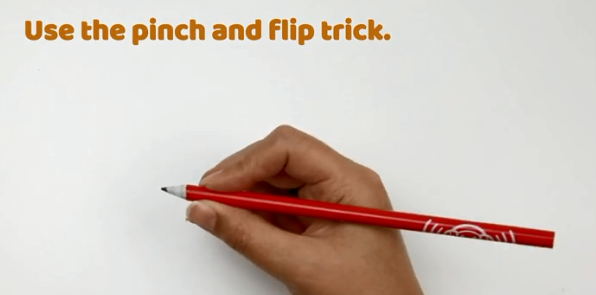 Use the pinch and flip trick.